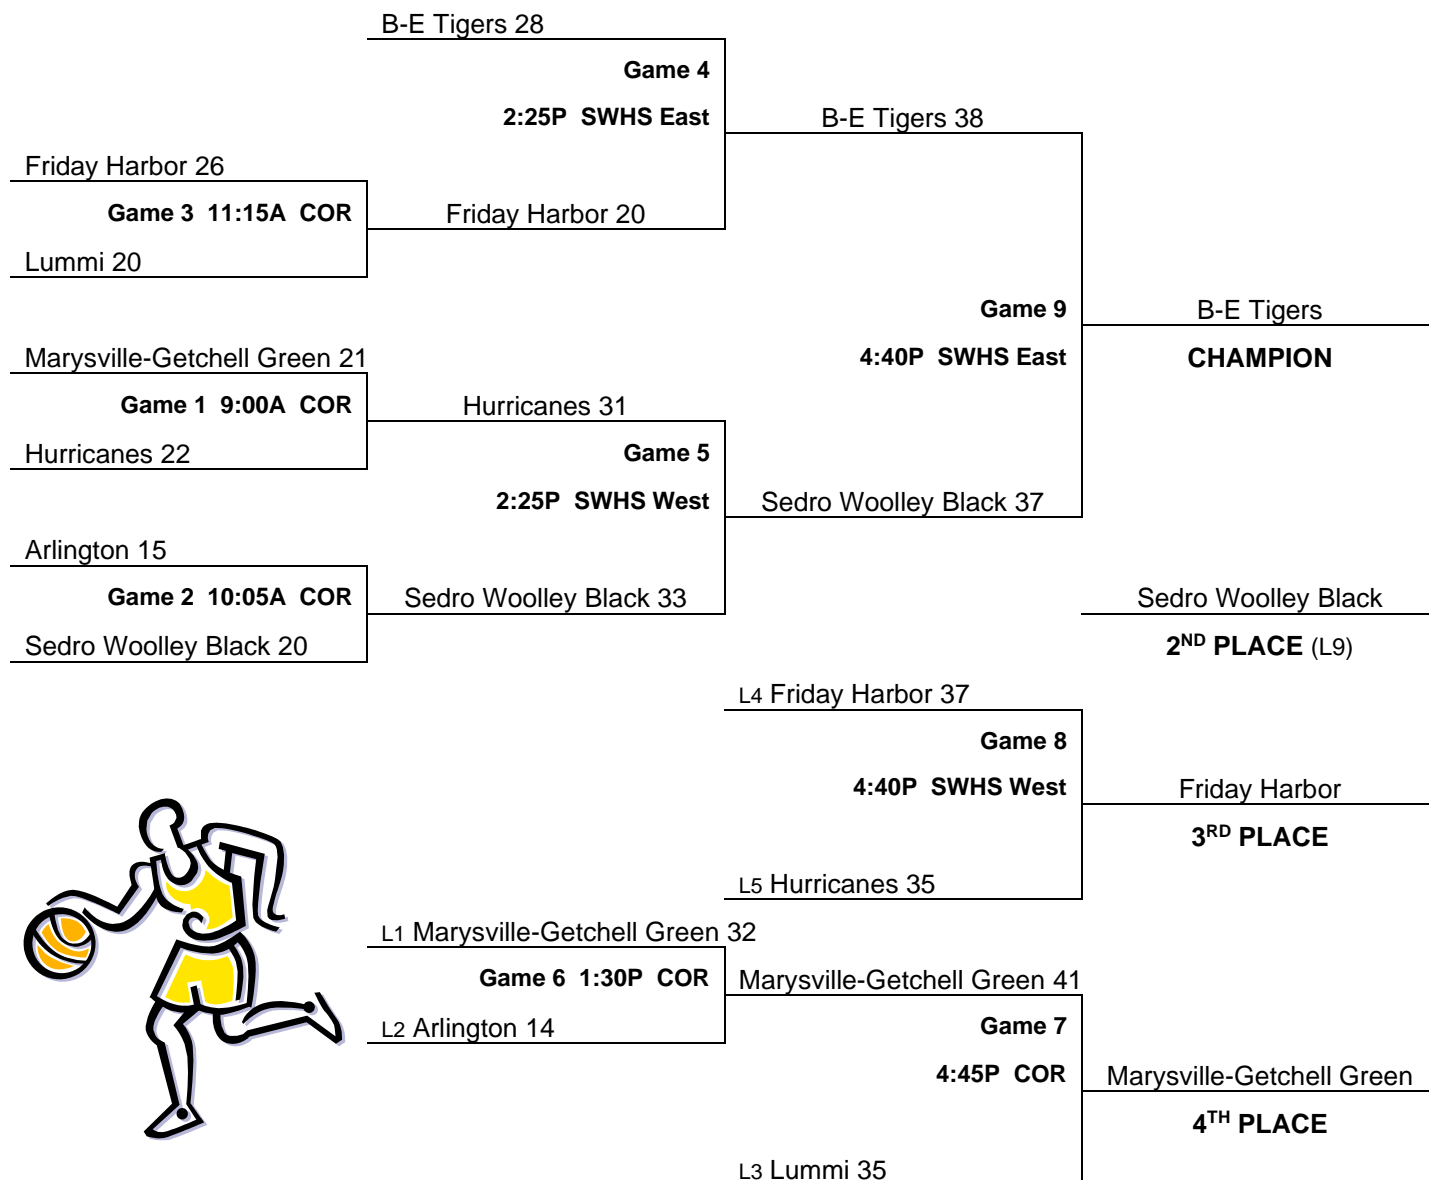 B-E Tigers 28
Game 4
2:25P SWHS East
B-E Tigers 38
Friday Harbor 26
Game 3 11:15A COR
Friday Harbor 20
Lummi 20
Game 9
B-E Tigers
4:40P SWHS East
CHAMPION
Marysville-Getchell Green 21
Game 1 9:00A COR
Hurricanes 31
Hurricanes 22
Game 5
2:25P SWHS West
Sedro Woolley Black 37
Arlington 15
Game 2 10:05A COR
Sedro Woolley Black 33
Sedro Woolley Black
Sedro Woolley Black 20
2ND PLACE (L9)
L4 Friday Harbor 37
Game 8
4:40P SWHS West
Friday Harbor
3RD PLACE
L5 Hurricanes 35
L1 Marysville-Getchell Green 32
Game 6 1:30P COR
Marysville-Getchell Green 41
L2 Arlington 14
Game 7
4:45P COR
Marysville-Getchell Green
4TH PLACE
L3 Lummi 35